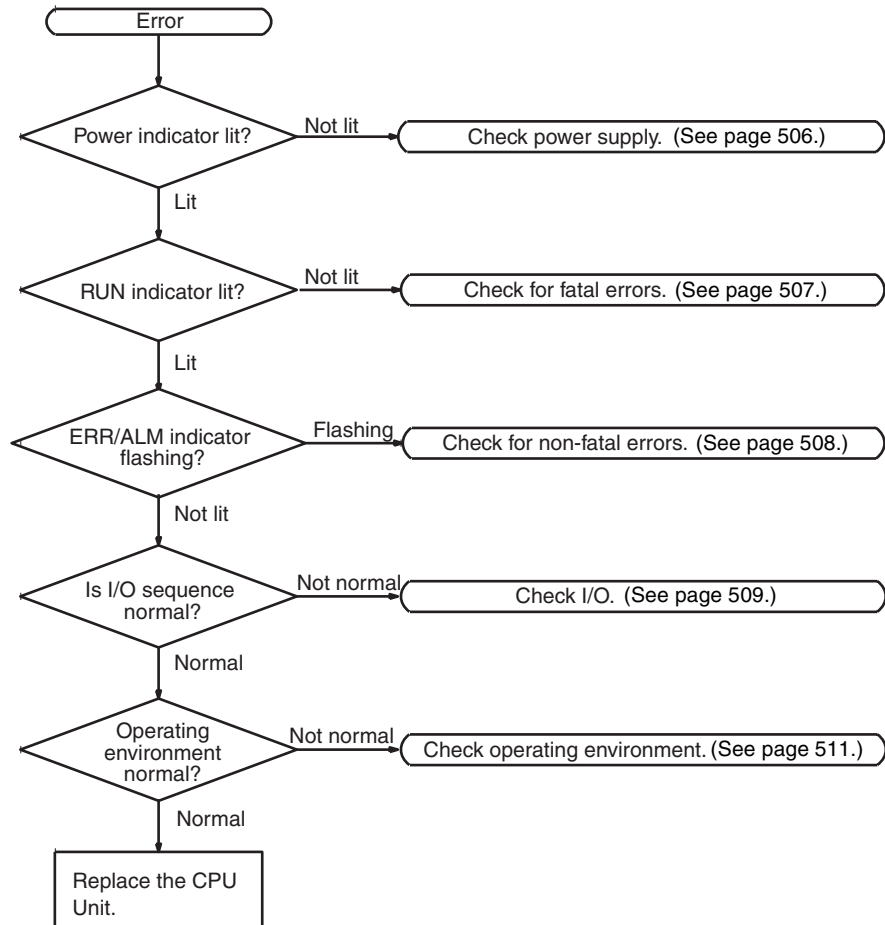 Error
Power indicator lit?
Not lit
Check power supply. (See page 506.)
Lit
RUN indicator lit?
Not lit
Check for fatal errors. (See page 507.)
Lit
ERR/ALM indicator
flashing?
Flashing
Check for non-fatal errors. (See page 508.)
Not lit
Is I/O sequence
normal?
Not normal
Check I/O. (See page 509.)
Normal
Operating
environment
normal?
Not normal
Check operating environment. (See page 511.)
Normal
Replace the CPU
Unit.